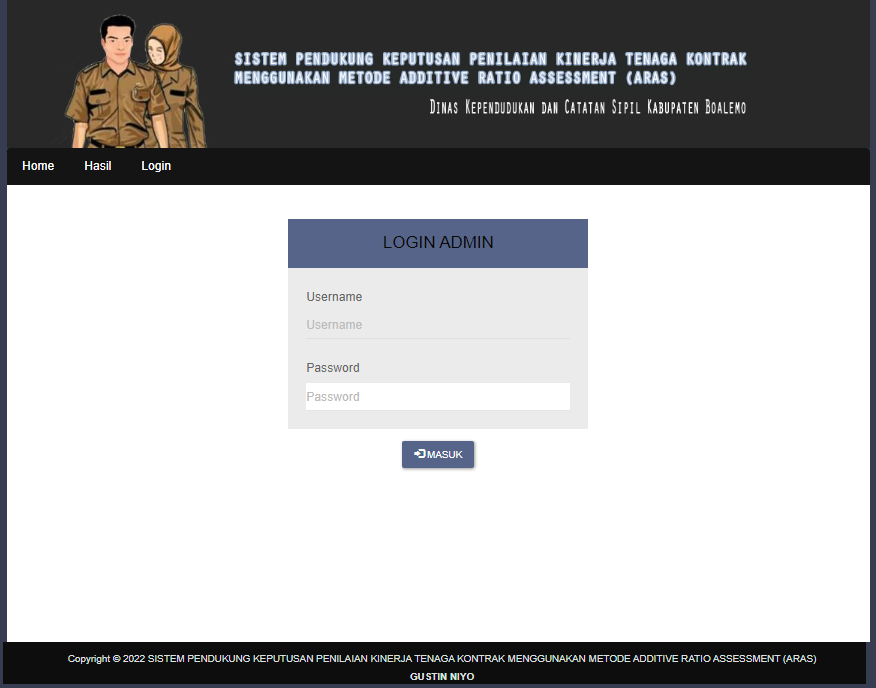 SISTEM PENDUKUNG KEPUTUSAN PENILAIAN KINERJA TENAGA KONTRAK
MENGGUNAKAN METODE ADDITIVE RATIO ASSESSMENT (ARAS)
Dinas Kependudukan dan Catatan Sipil Kabupaten Boalemo
Home Hasil Login
LOGIN ADMIN
Username
Username
Password
Password
MASUK
Copyright © 2022 SISTEM PENDUKUNG KEPUTUSAN PENILAIAN KINERJA TENAGA KONTRAK MENGGUNAKAN METODE ADDITIVE RATIO ASSESSMENT (ARAS)
GUSTIN NIYO